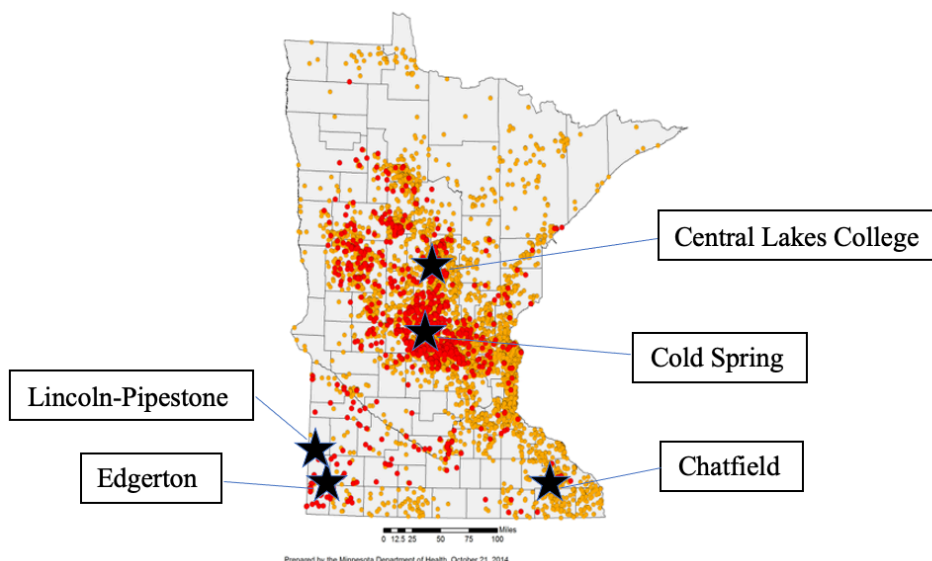 Central Lakes College
Cold Spring
Lincoln-Pipestone
Edgerton
Chatfield
Miles
0 12.5 25 50 75 100
Prepared by the Minnesota Department of Health, October 21, 2014